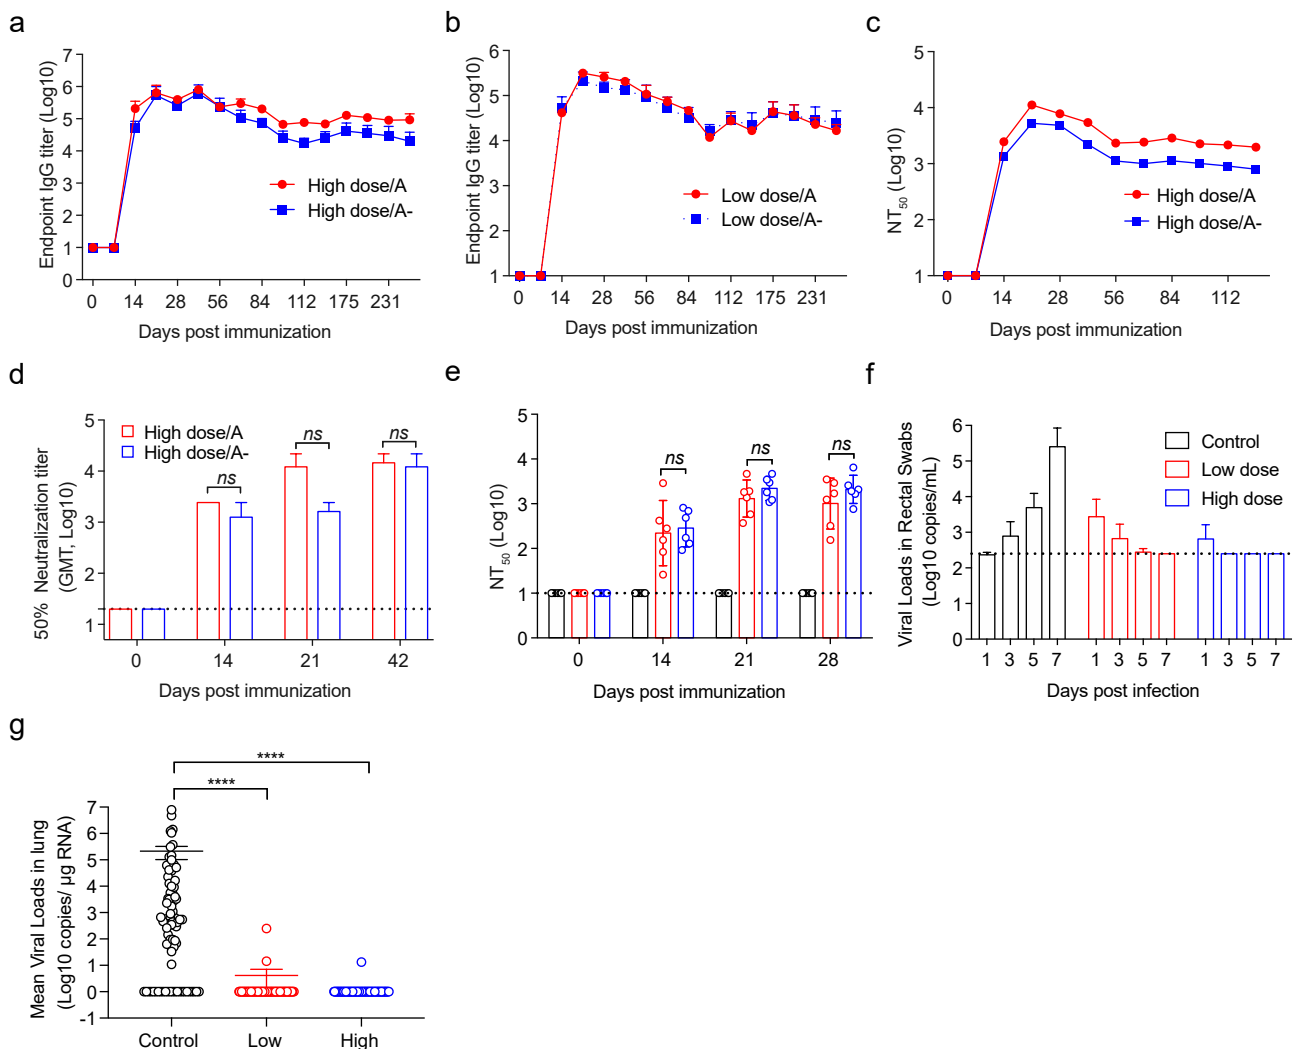 a
Endpoint IgG titer (Log10)
7
6
5
4
3
2
1
0
High dose/A
High dose/A-
0 14 28 56 84 112 175 231
Days post immunization
b
Endpoint IgG titer (Log10)
6
5
4
3
2
1
Low dose/A
Low dose/A-
0 14 28 56 84 112 175 231
Days post immunization
c
NT50 (Log10)
5
4
3
2
1
High dose/A
High dose/A-
0 14 28 56 84 112
Days post immunization
d
50% Neutralization titer
(GMT, Log10)
5
4
3
2
1
High dose/A
High dose/A-
ns
ns
ns
0 14 21 42
Days post immunization
e
NT50 (Log10)
5
4
3
2
1
0
ns
ns
ns
0 14 21 28
Days post immunization
f
Viral Loads in Rectal Swabs
(Log10 copies/mL)
6
5
4
3
2
1
0
Control
Low dose
High dose
1 3 5 7 1 3 5 7 1 3 5 7
Days post infection
g
Mean Viral Loads in lung
(Log10 copies/ µg RNA)
7
6
5
4
3
2
1
0
-1
****
****
Control Low High